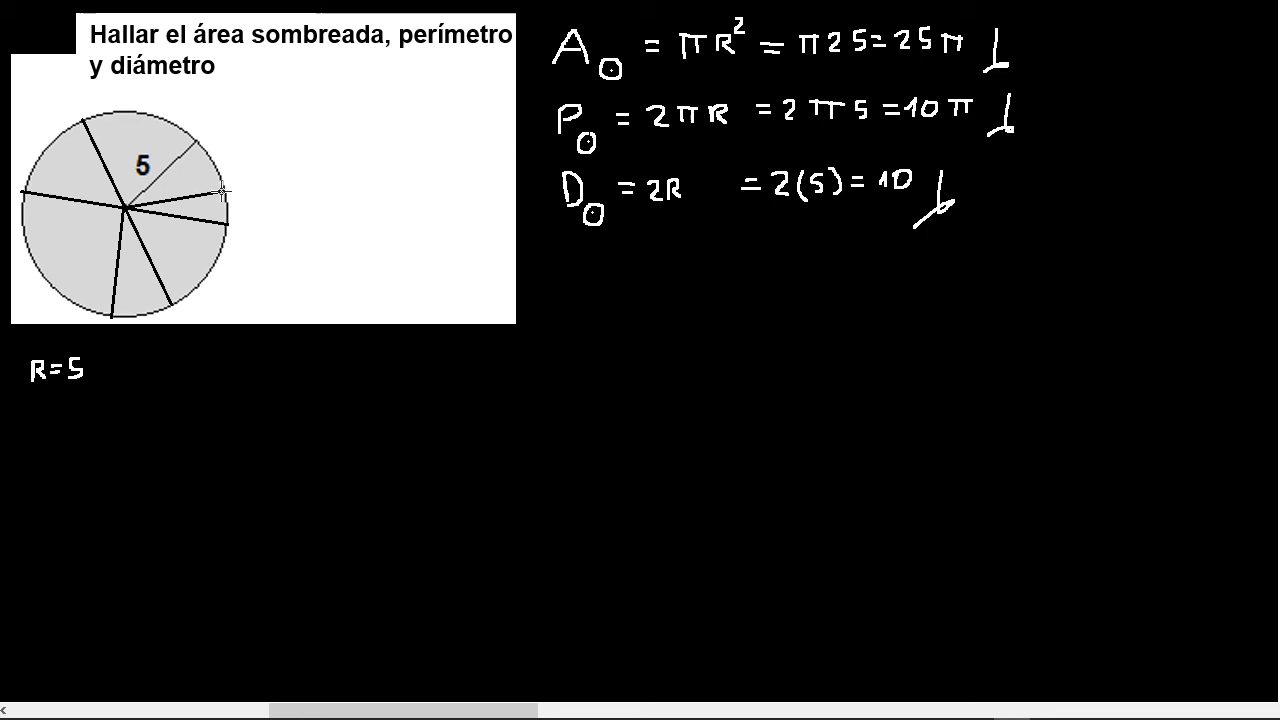 Hallar el área sombreada, perímetro
y diámetro
5
R=5
A⊙ = πR² = π25=25π
P⊙ = 2πR = 2π5 =10π
D⊙ = 2R = 2(5)= 10